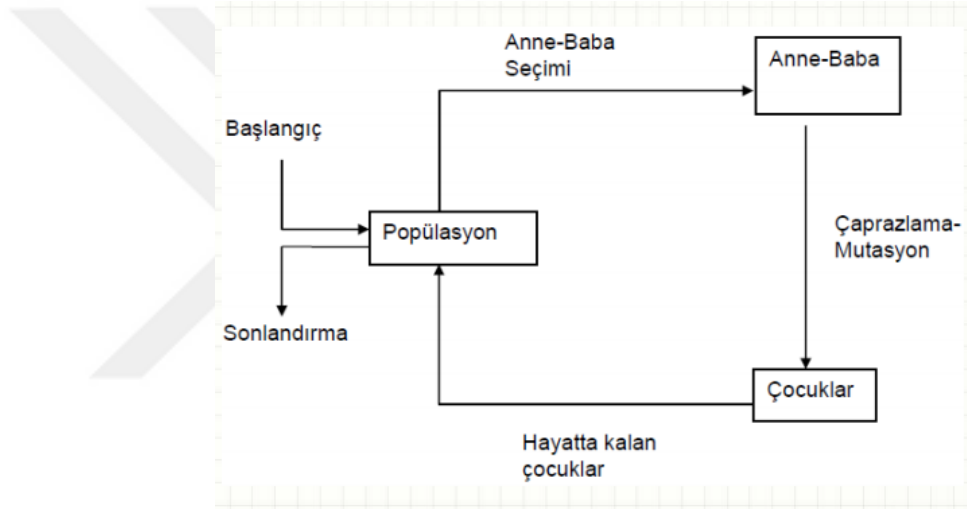 Anne-Baba
Seçimi
Anne-Baba
Başlangıç
Popülasyon
Çaprazlama-
Mutasyon
Sonlandırma
Çocuklar
Hayatta kalan
çocuklar